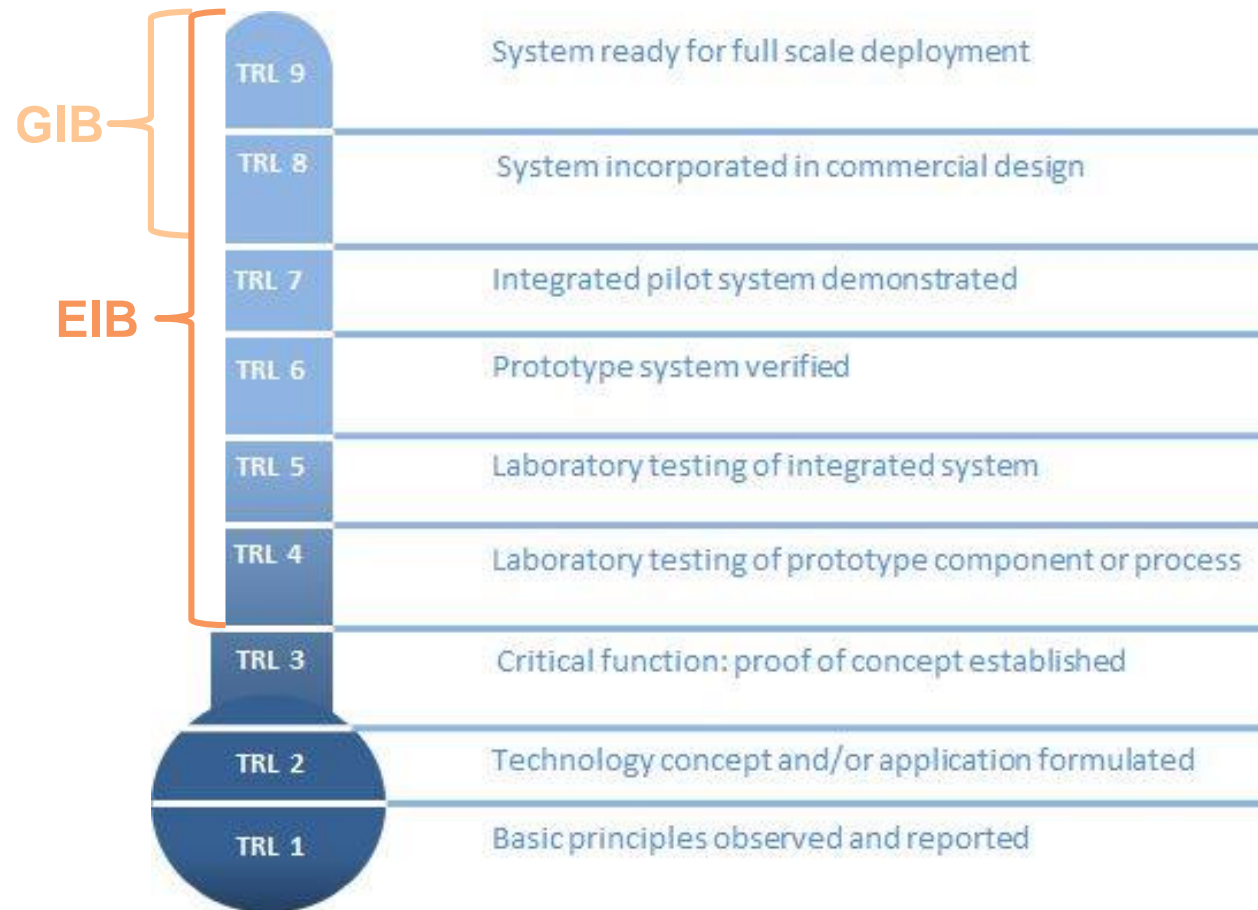 TRL 9 System ready for full scale deployment
GIB
TRL 8 System incorporated in commercial design
TRL 7 Integrated pilot system demonstrated
EIB
TRL 6 Prototype system verified
TRL 5 Laboratory testing of integrated system
TRL 4 Laboratory testing of prototype component or process
TRL 3 Critical function: proof of concept established
TRL 2 Technology concept and/or application formulated
TRL 1 Basic principles observed and reported